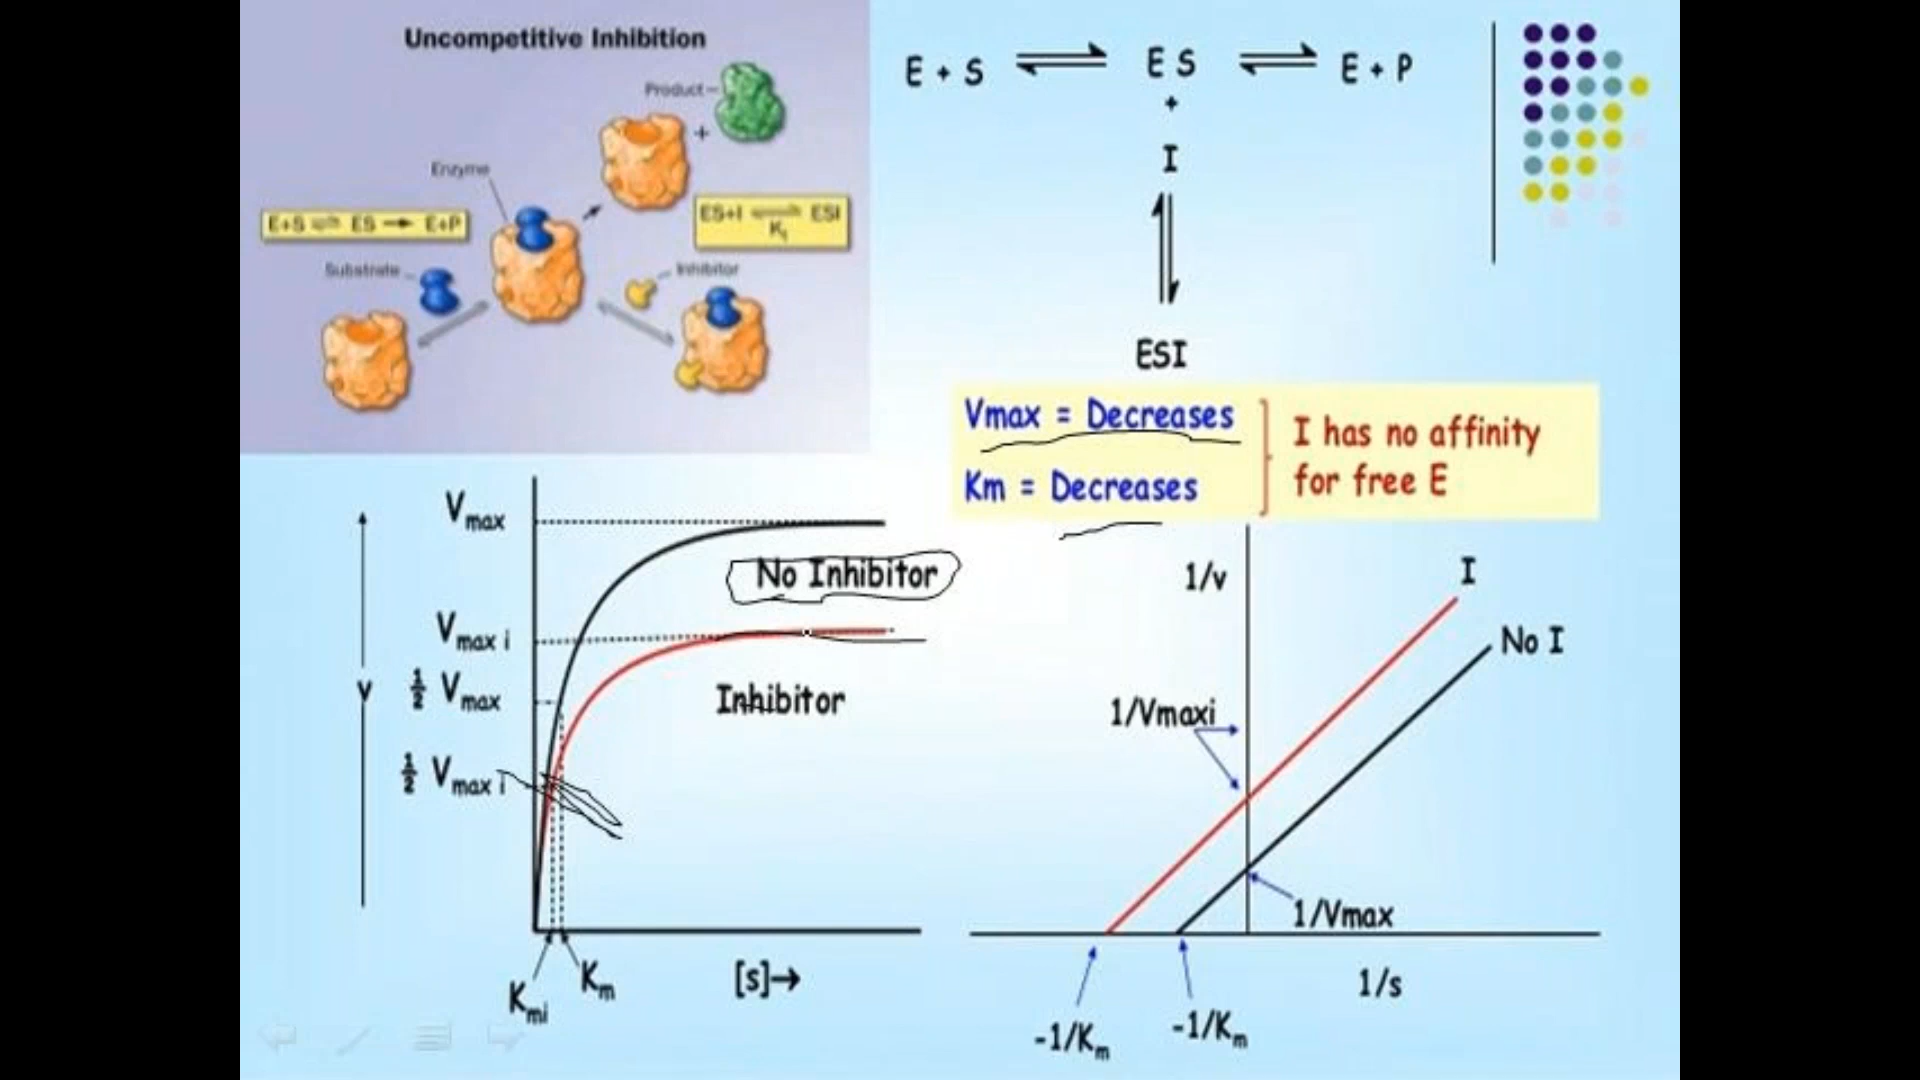 Uncompetitive Inhibition
Product
+
Enzyme
E+S ⇌ ES → E+P
ES+I ⇌ ESI
KI
Substrate
Inhibitor
E + S ⇌ E S ⇌ E + P
+
I
ESI
Vmax = Decreases
Km = Decreases
I has no affinity
for free E
Vmax
No Inhibitor
Vmax i
½ Vmax
Inhibitor
v
½ Vmax i
Km
Kmi
[s]→
1/v
I
No I
1/Vmaxi
1/Vmax
1/s
-1/Km
-1/Km